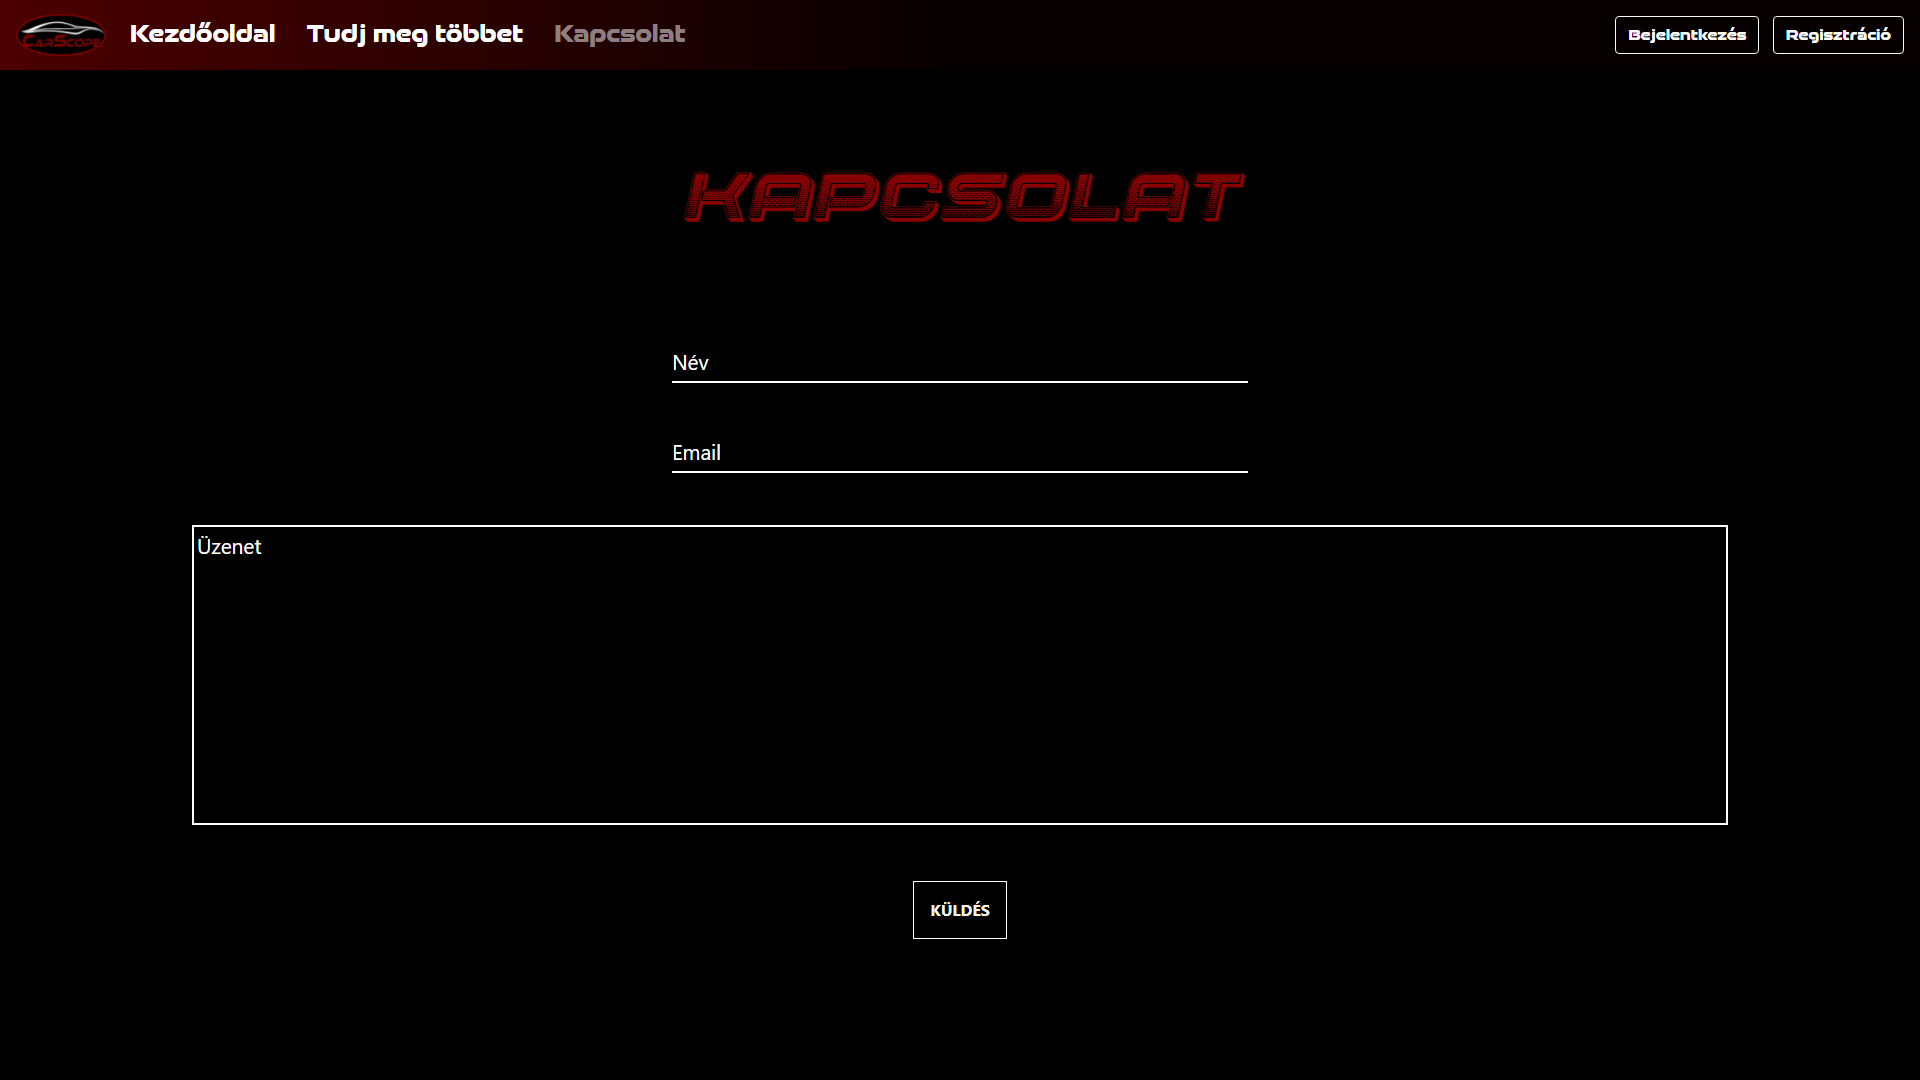 CarScope
Kezdőoldal
Tudj meg többet
Kapcsolat
Bejelentkezés
Regisztráció
KAPCSOLAT
Név
Email
Üzenet
KÜLDÉS